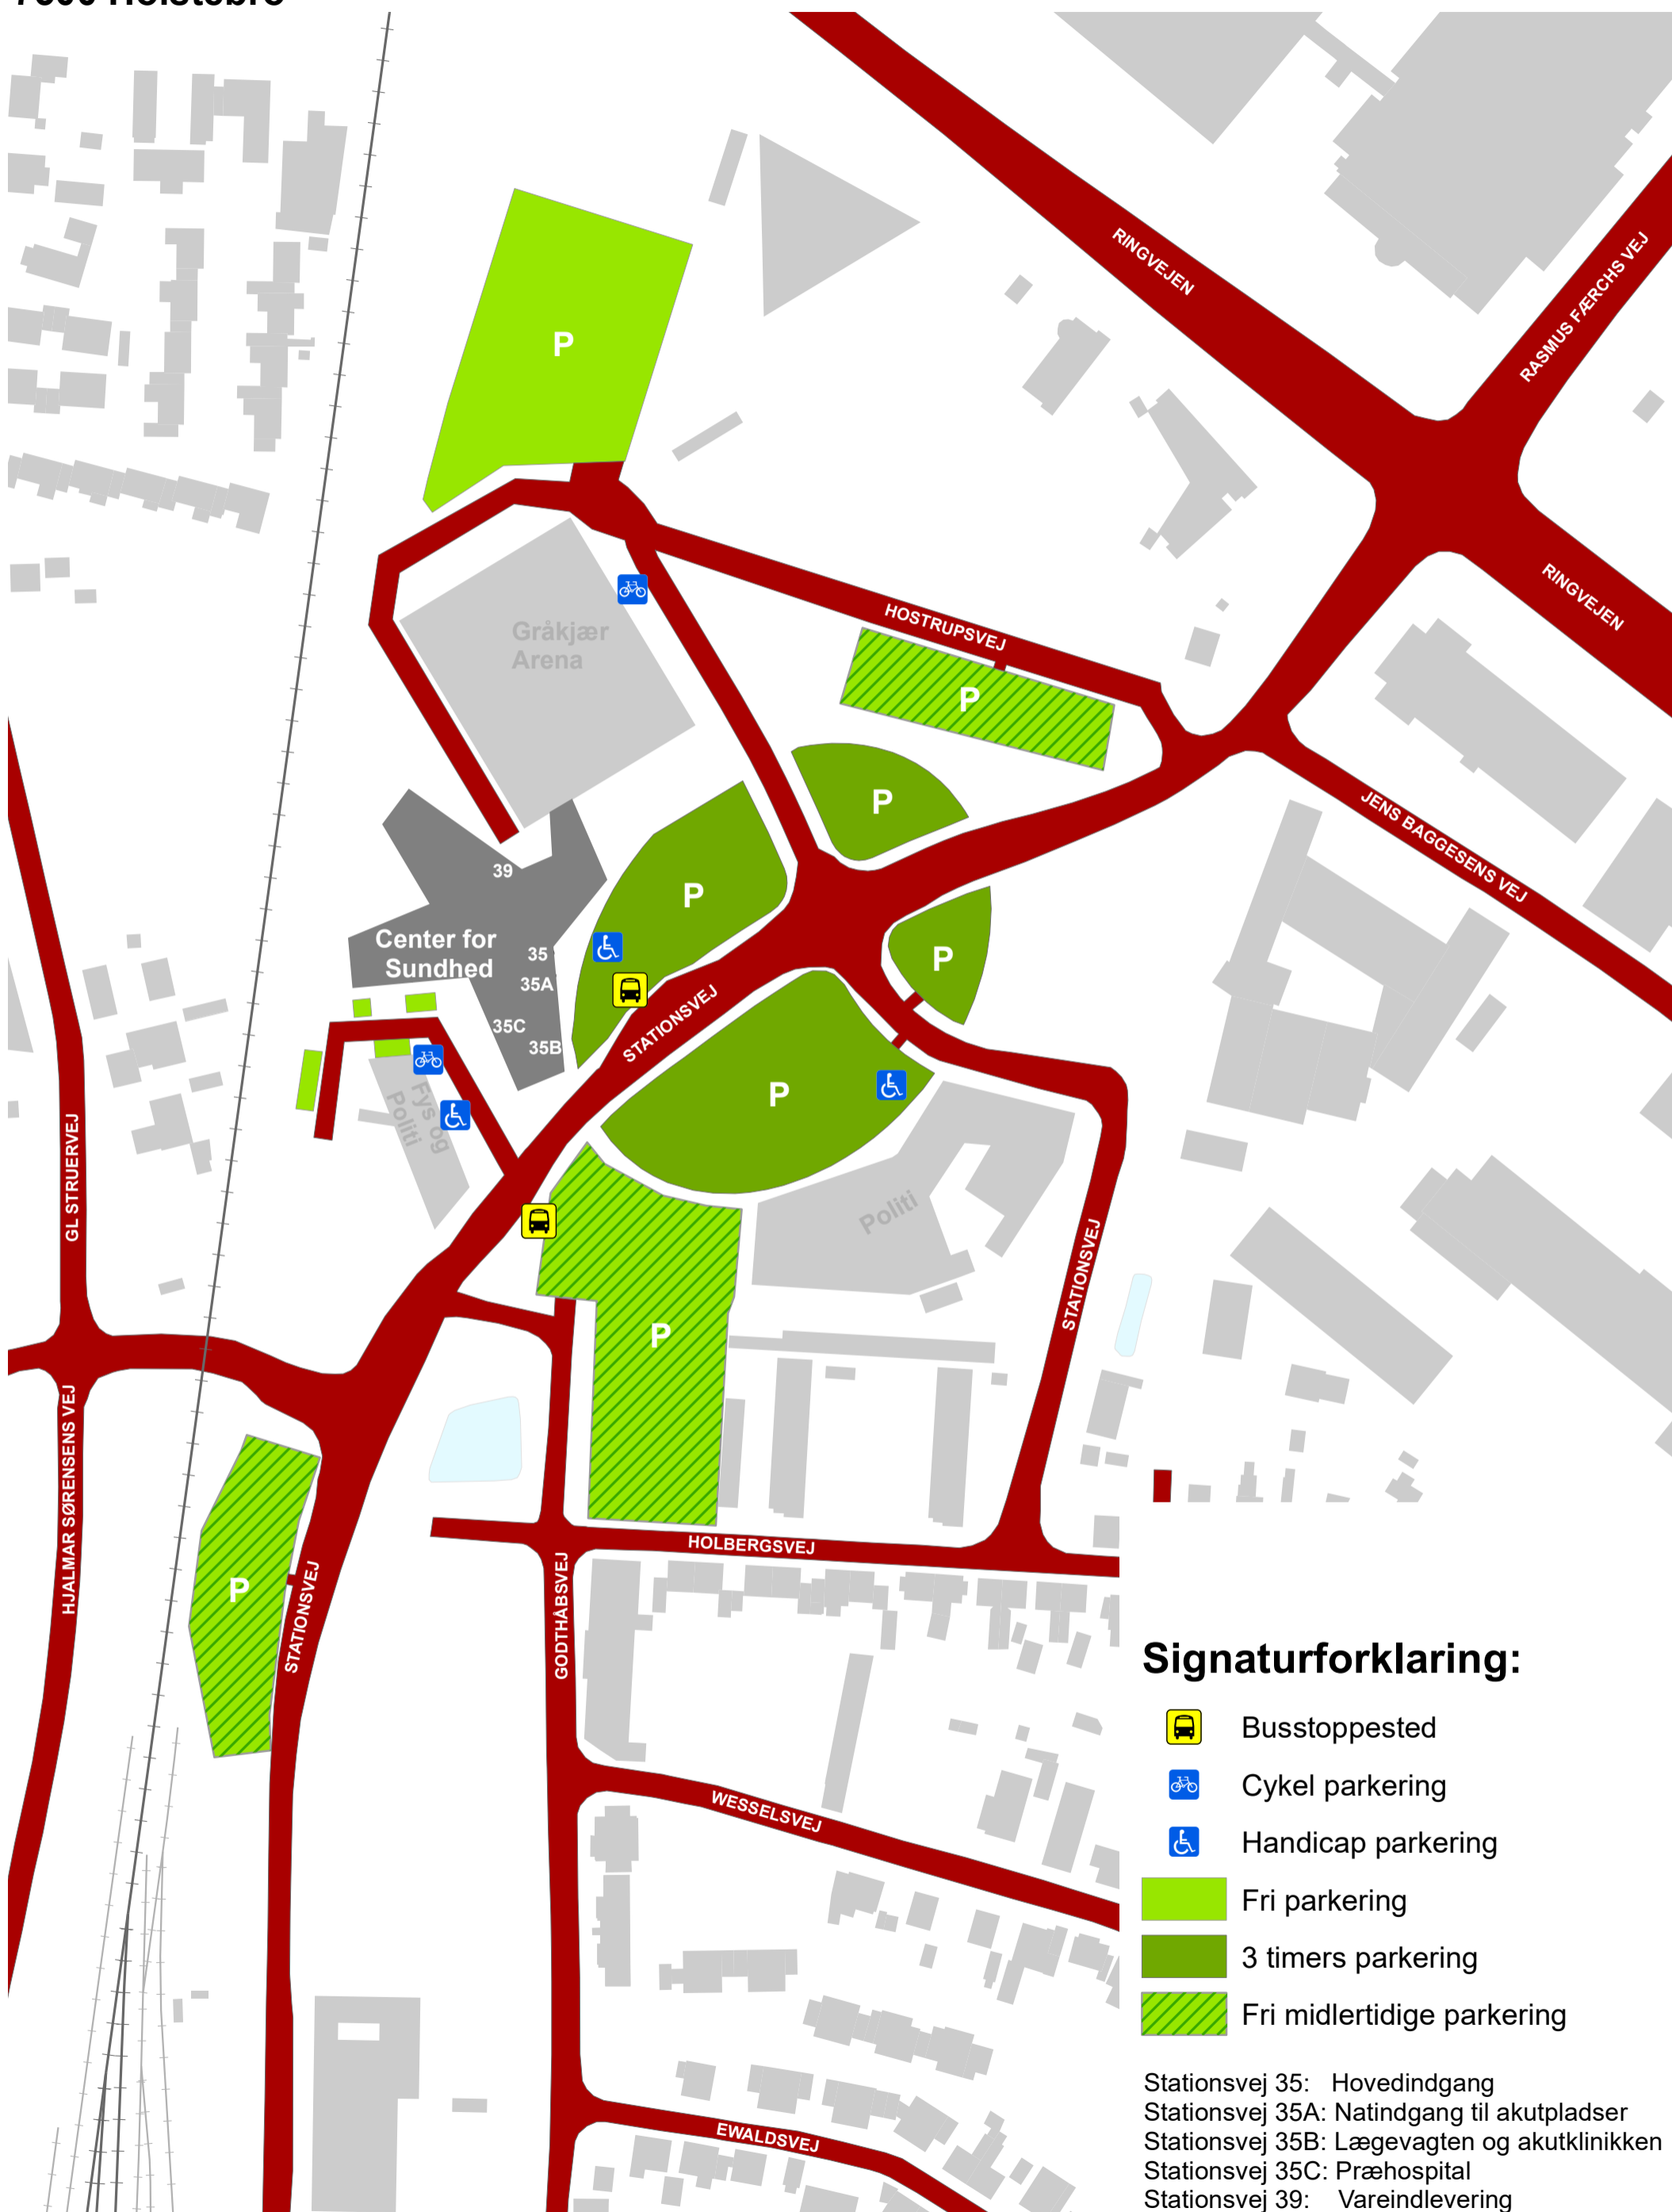 RINGVEJEN
RASMUS FÆRCHS VEJ
P
RINGVEJEN
Gråkjær
Arena
HOSTRUPSVEJ
P
P
JENS BAGGESENS VEJ
39
P
Center for
Sundhed
35
P
35A
STATIONSVEJ
35C
35B
P
Fys og
Politi
GL STRUERVEJ
Politi
STATIONSVEJ
P
HJALMAR SØRENSENS VEJ
HOLBERGSVEJ
P
STATIONSVEJ
GODTHÅBSVEJ
WESSELSVEJ
EWALDSVEJ
Signaturforklaring:
Busstoppested
Cykel parkering
Handicap parkering
Fri parkering
3 timers parkering
Fri midlertidige parkering
Stationsvej 35: Hovedindgang
Stationsvej 35A: Natindgang til akutpladser
Stationsvej 35B: Lægevagten og akutklinikken
Stationsvej 35C: Præhospital
Stationsvej 39: Vareindlevering